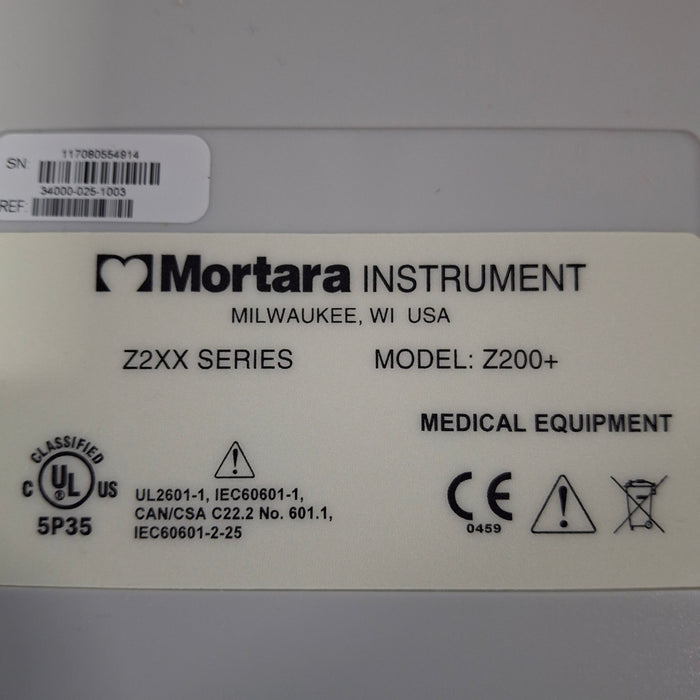 117080554914
SN:
34000-025-1003
REF:
Mortara INSTRUMENT
MILWAUKEE, WI USA
Z2XX SERIES MODEL: Z200+
MEDICAL EQUIPMENT
CLASSIFIED
C UL US
®
5P35
UL2601-1, IEC60601-1,
CAN/CSA C22.2 No. 601.1,
IEC60601-2-25
CE
0459